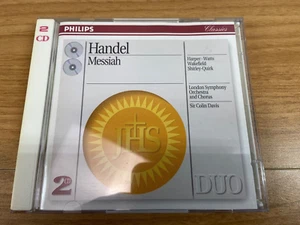 2
CD
PHILIPS
Classics
Handel
Messiah
Harper · Watts
Wakefield
Shirley-Quirk
London Symphony
Orchestra
and Chorus
Sir Colin Davis
IHS
2
DUO